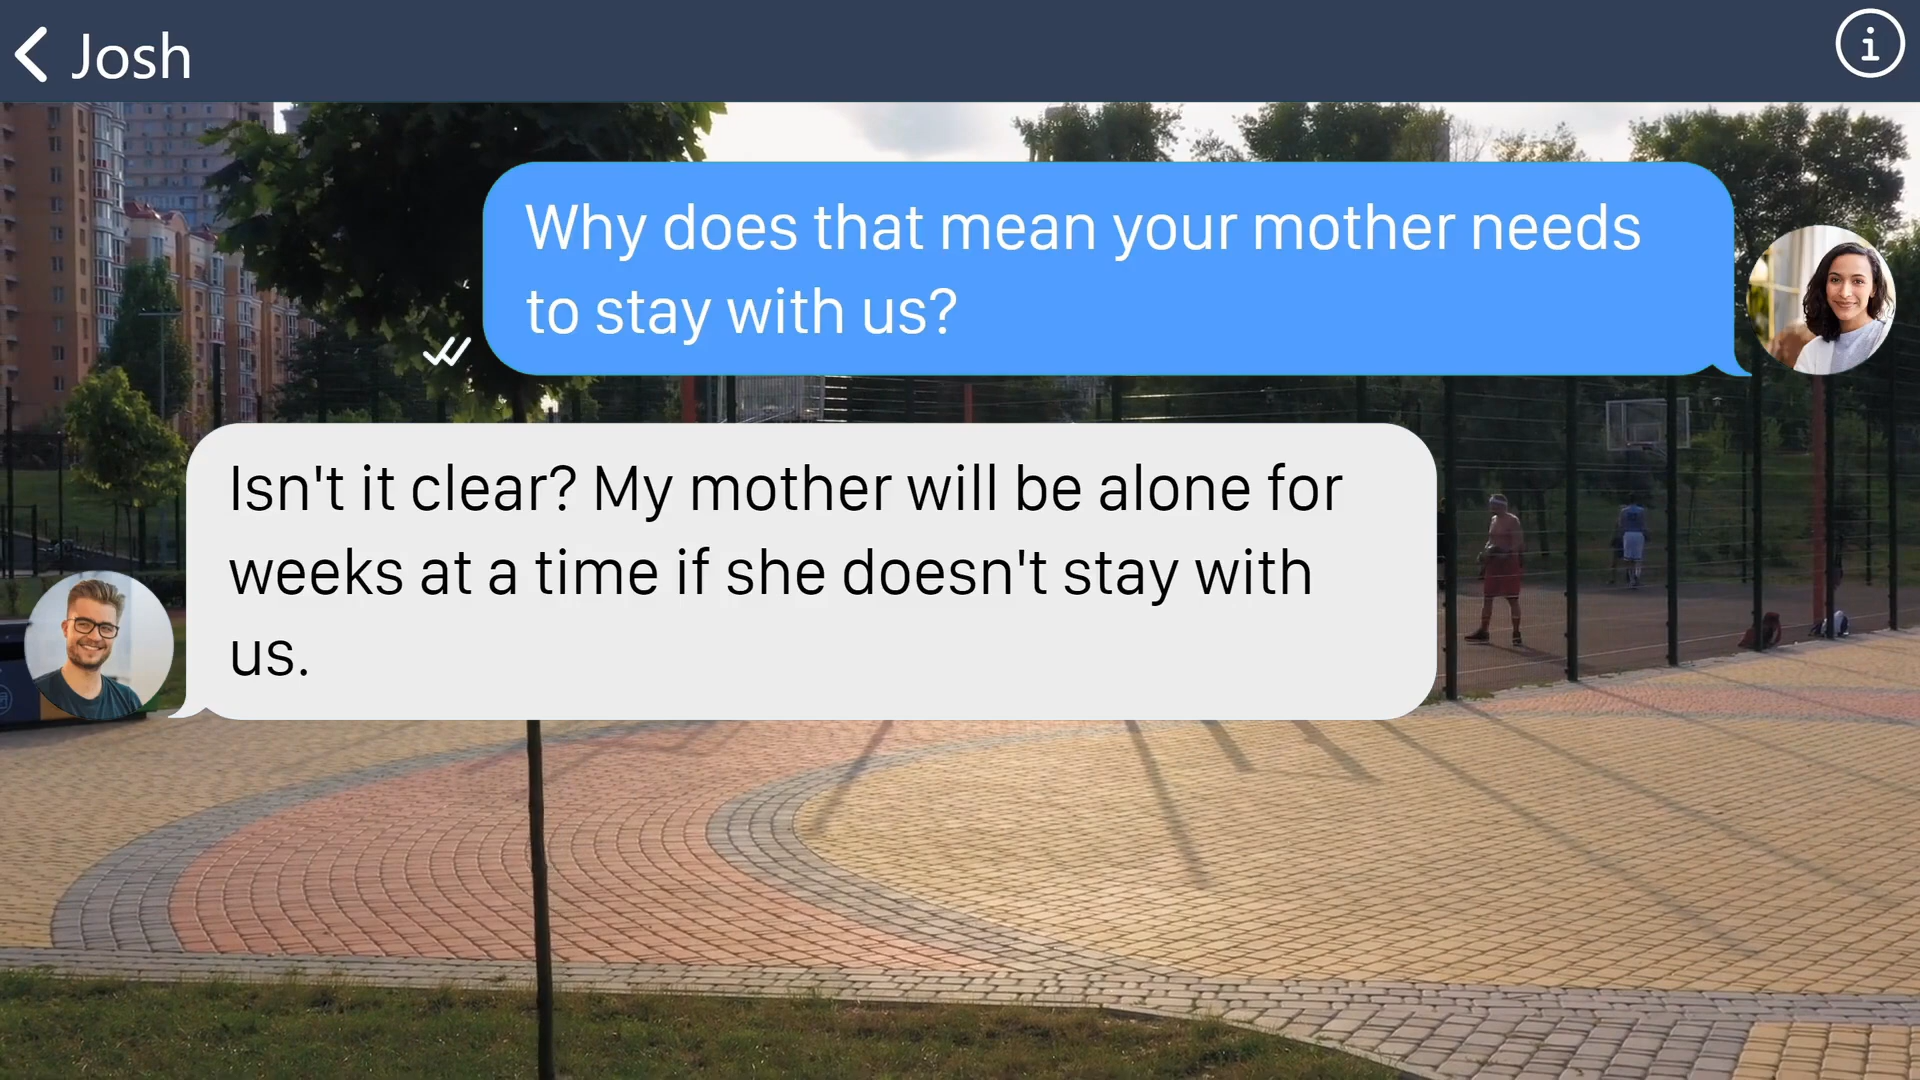 Josh
Why does that mean your mother needs
to stay with us?
Isn't it clear? My mother will be alone for
weeks at a time if she doesn't stay with
us.